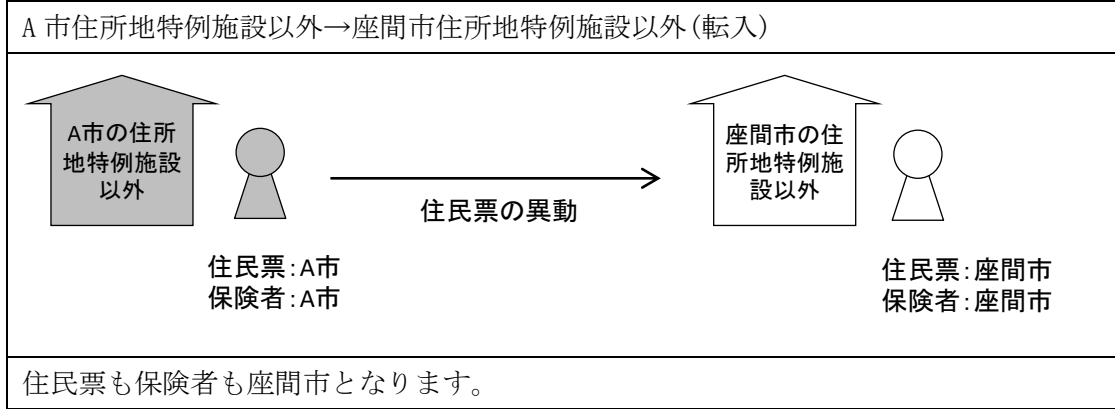 A 市住所地特例施設以外→座間市住所地特例施設以外(転入)
A市の住所
地特例施設
以外
住民票の異動
座間市の住
所地特例施
設以外
住民票:A市
保険者:A市
住民票:座間市
保険者:座間市
住民票も保険者も座間市となります。